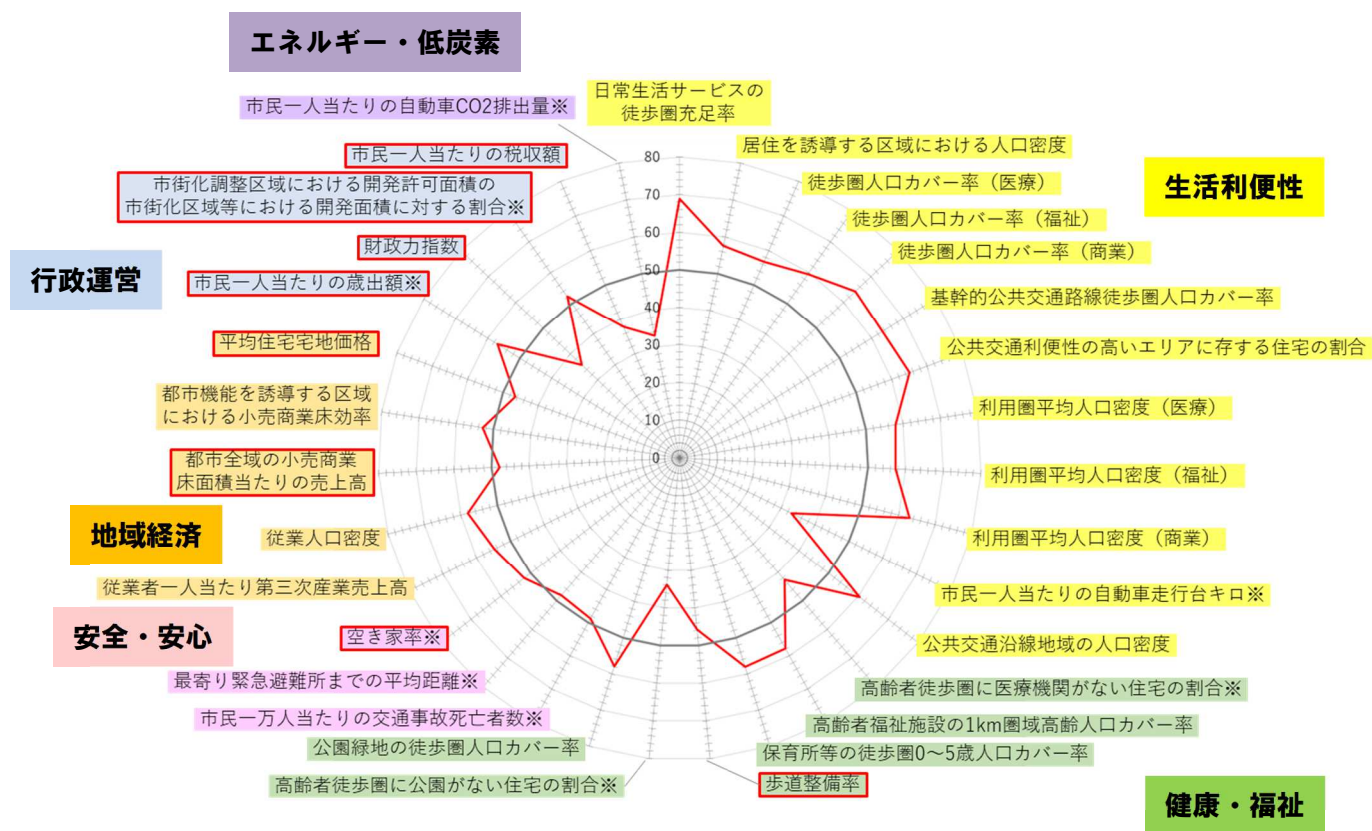 エネルギー・低炭素
市民一人当たりの自動車CO2排出量※
日常生活サービスの
徒歩圏充足率
居住を誘導する区域における人口密度
徒歩圏人口カバー率（医療）
徒歩圏人口カバー率（福祉）
徒歩圏人口カバー率（商業）
基幹的公共交通路線徒歩圏人口カバー率
公共交通利便性の高いエリアに存する住宅の割合
利用圏平均人口密度（医療）
利用圏平均人口密度（福祉）
利用圏平均人口密度（商業）
市民一人当たりの自動車走行台キロ※
公共交通沿線地域の人口密度
生活利便性
高齢者徒歩圏に医療機関がない住宅の割合※
高齢者福祉施設の1km圏域高齢人口カバー率
保育所等の徒歩圏0～5歳人口カバー率
歩道整備率
健康・福祉
高齢者徒歩圏に公園がない住宅の割合※
公園緑地の徒歩圏人口カバー率
市民一万人当たりの交通事故死亡者数※
最寄り緊急避難所までの平均距離※
空き家率※
安全・安心
従業者一人当たり第三次産業売上高
従業人口密度
地域経済
都市全域の小売商業
床面積当たりの売上高
都市機能を誘導する区域
における小売商業床効率
平均住宅宅地価格
市民一人当たりの歳出額※
行政運営
財政力指数
市街化調整区域における開発許可面積の
市街化区域等における開発面積に対する割合※
市民一人当たりの税収額
80
70
60
50
40
30
20
10
0